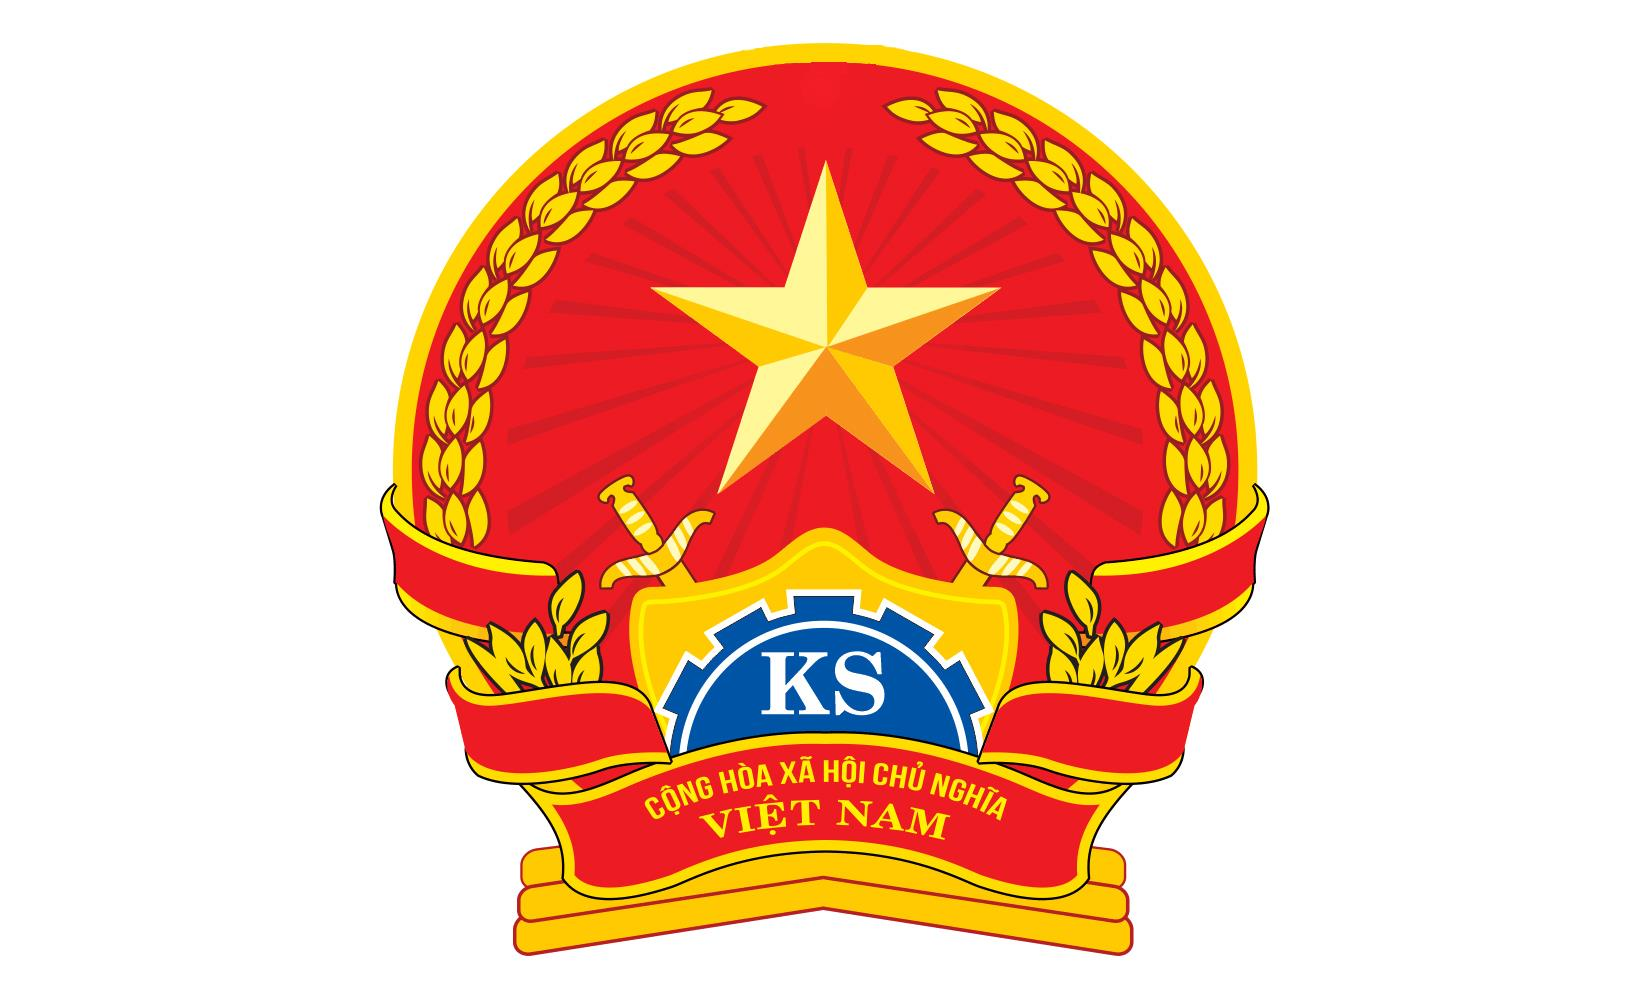 KS
CỘNG HÒA XÃ HỘI CHỦ NGHĨA
VIỆT NAM